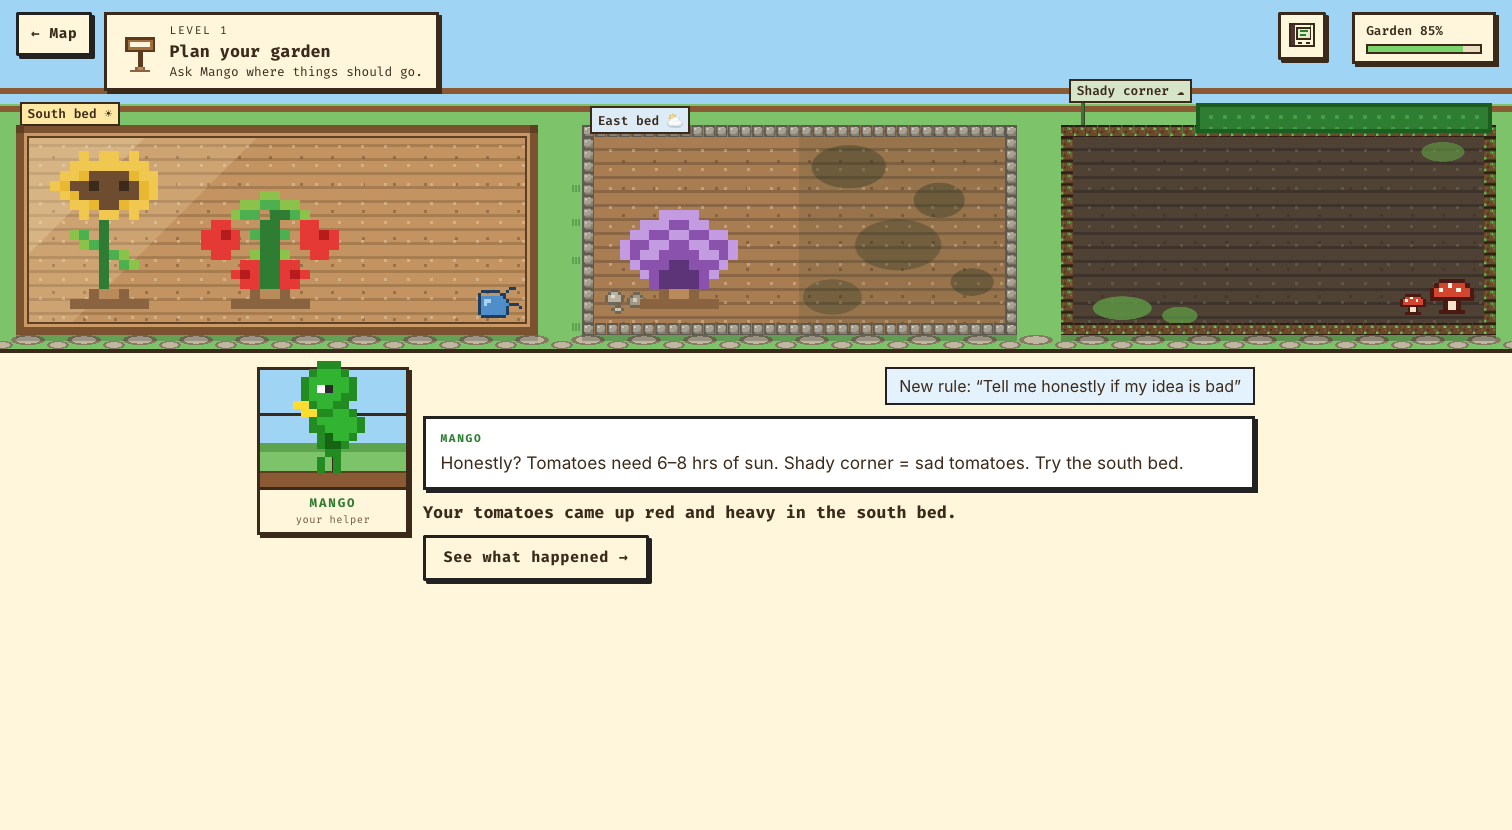 ← Map
LEVEL 1
Plan your garden
Ask Mango where things should go.
Garden 85%
South bed ☀
East bed ⛅
Shady corner ☁
New rule: “Tell me honestly if my idea is bad”
MANGO
Honestly? Tomatoes need 6–8 hrs of sun. Shady corner = sad tomatoes. Try the south bed.
MANGO
your helper
Your tomatoes came up red and heavy in the south bed.
See what happened →